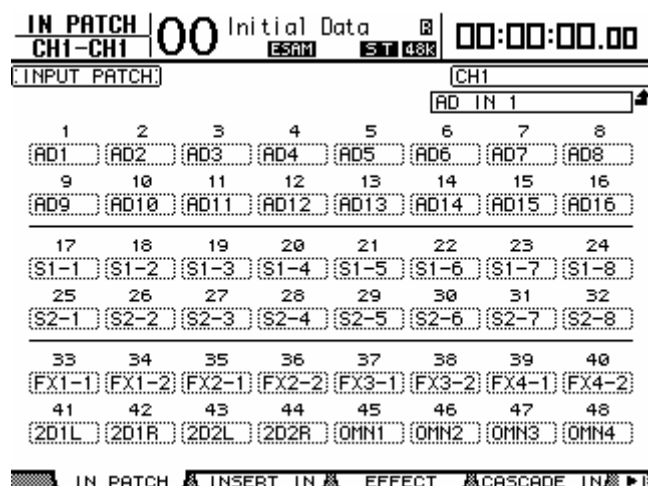 IN PATCH
CH1-CH1
00
Initial Data
R
ESAM
ST
48K
00:00:00.00
INPUT PATCH
CH1
AD IN 1
1 2 3 4 5 6 7 8
AD1 AD2 AD3 AD4 AD5 AD6 AD7 AD8
9 10 11 12 13 14 15 16
AD9 AD10 AD11 AD12 AD13 AD14 AD15 AD16
17 18 19 20 21 22 23 24
S1-1 S1-2 S1-3 S1-4 S1-5 S1-6 S1-7 S1-8
25 26 27 28 29 30 31 32
S2-1 S2-2 S2-3 S2-4 S2-5 S2-6 S2-7 S2-8
33 34 35 36 37 38 39 40
FX1-1 FX1-2 FX2-1 FX2-2 FX3-1 FX3-2 FX4-1 FX4-2
41 42 43 44 45 46 47 48
2D1L 2D1R 2D2L 2D2R OMN1 OMN2 OMN3 OMN4
IN PATCH INSERT IN EFFECT CASCADE IN